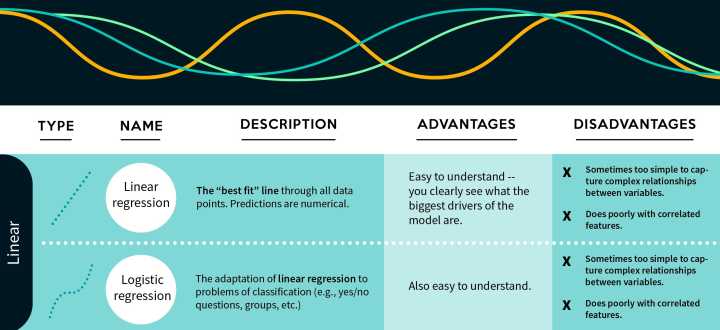 TYPE NAME DESCRIPTION ADVANTAGES DISADVANTAGES
Linear
Linear
regression
The “best fit” line through all data
points. Predictions are numerical.
Easy to understand --
you clearly see what the
biggest drivers of the
model are.
X Sometimes too simple to cap-
ture complex relationships
between variables.
X Does poorly with correlated
features.
Logistic
regression
The adaptation of linear regression to
problems of classification (e.g., yes/no
questions, groups, etc.)
Also easy to understand.
X Sometimes too simple to cap-
ture complex relationships
between variables.
X Does poorly with correlated
features.